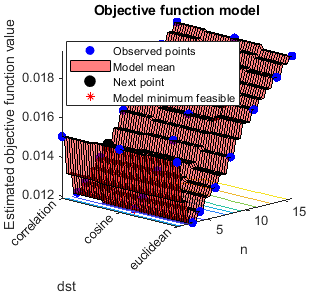 Objective function model
Observed points
Model mean
Next point
Model minimum feasible
Estimated objective function value
0.018
0.016
0.014
0.012
correlation
cosine
euclidean
dst
5
10
15
n